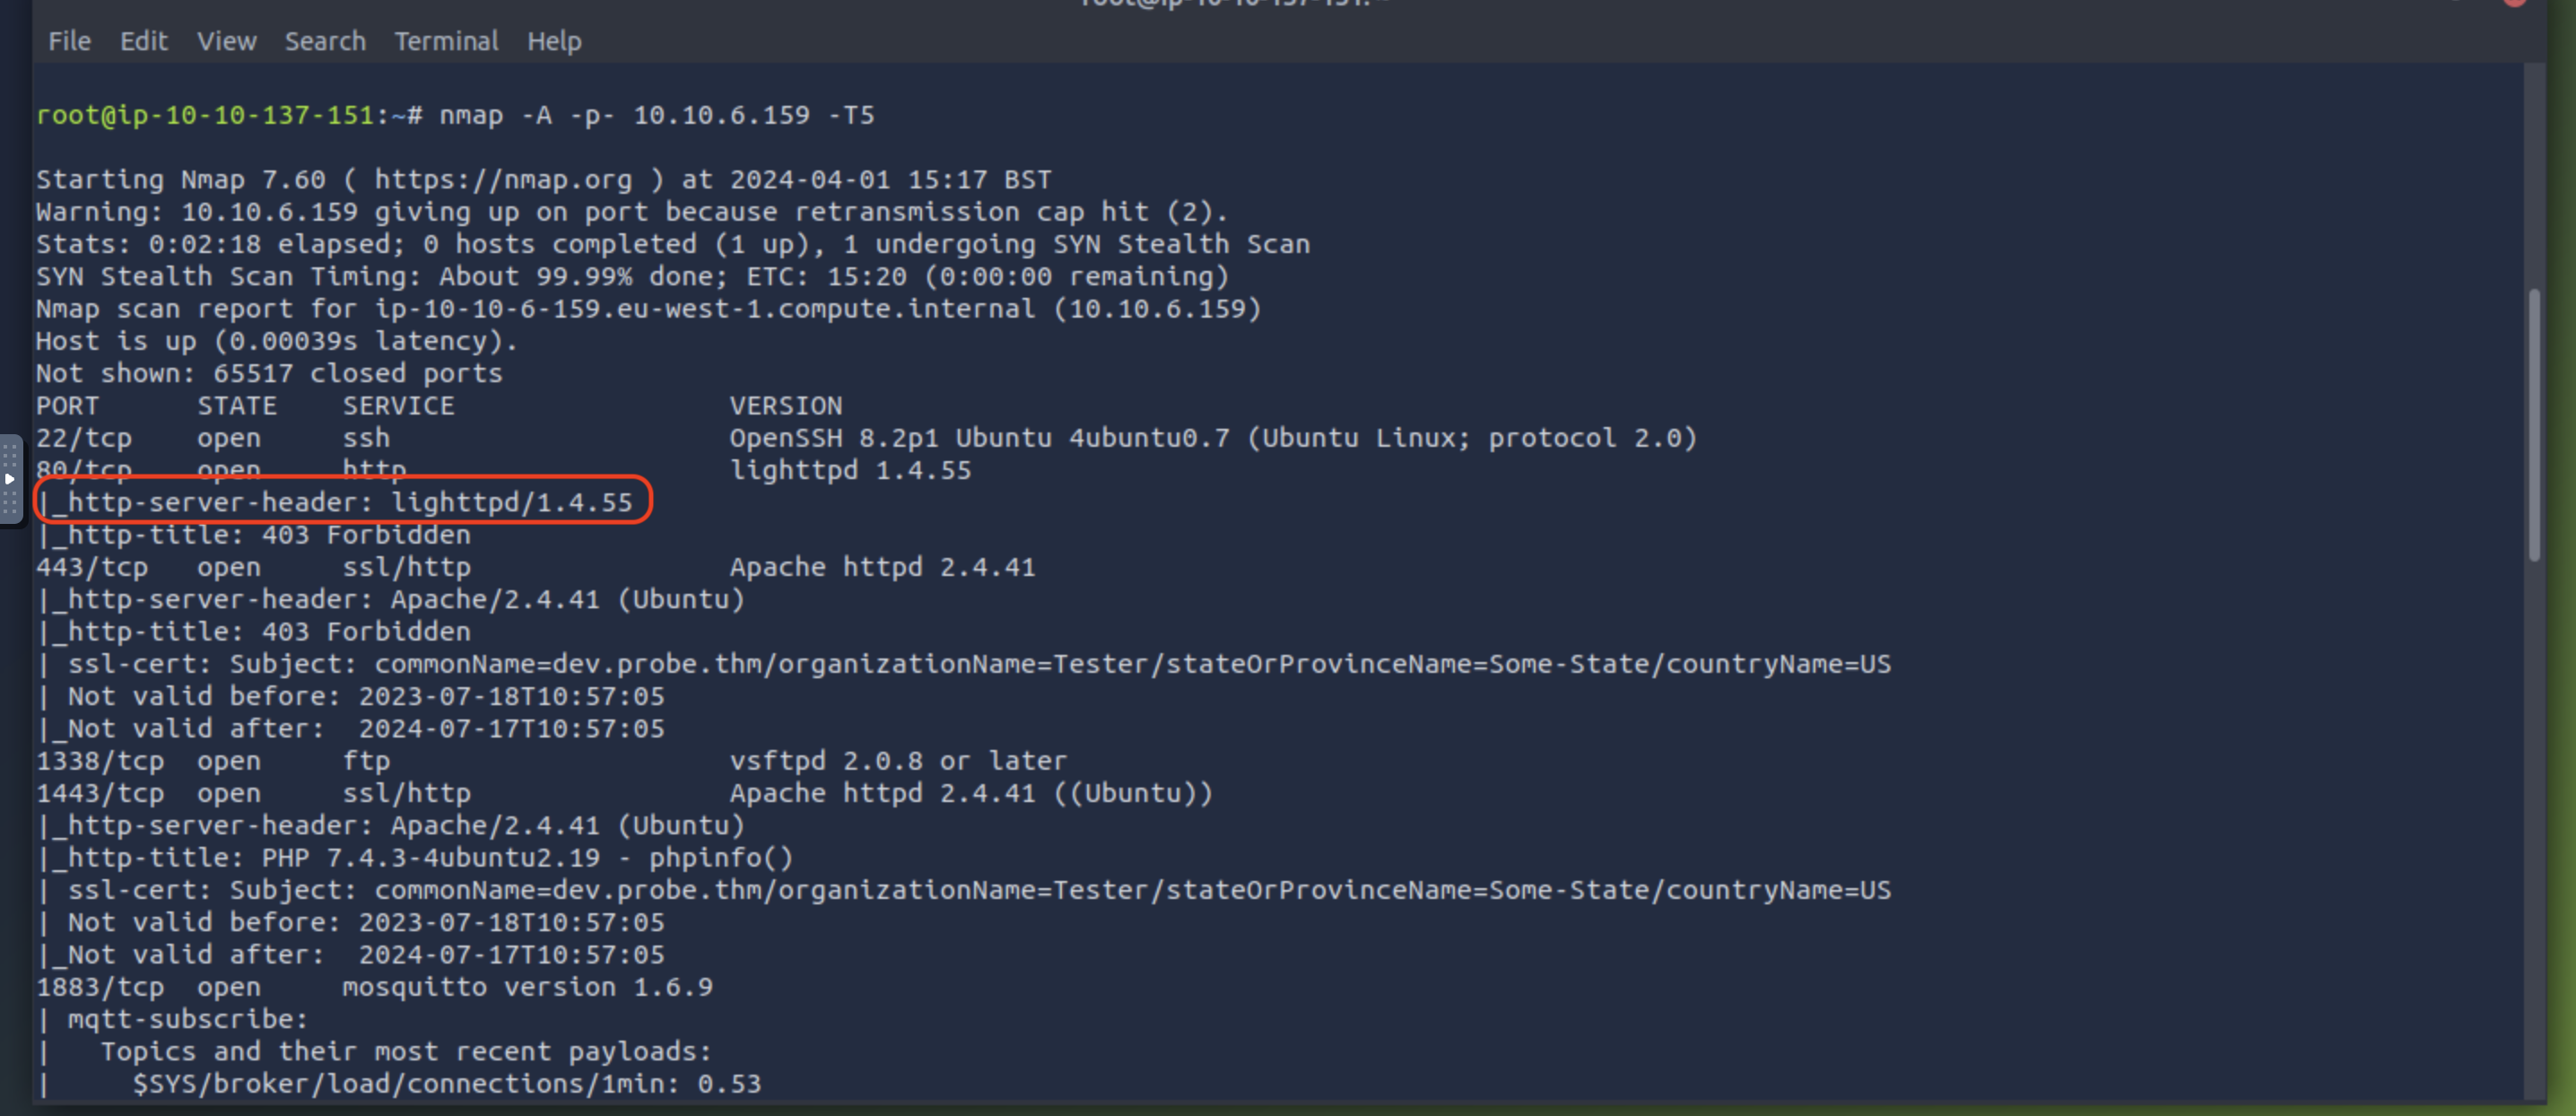 File Edit View Search Terminal Help
root@ip-10-10-137-151:~# nmap -A -p- 10.10.6.159 -T5
Starting Nmap 7.60 ( https://nmap.org ) at 2024-04-01 15:17 BST
Warning: 10.10.6.159 giving up on port because retransmission cap hit (2).
Stats: 0:02:18 elapsed; 0 hosts completed (1 up), 1 undergoing SYN Stealth Scan
SYN Stealth Scan Timing: About 99.99% done; ETC: 15:20 (0:00:00 remaining)
Nmap scan report for ip-10-10-6-159.eu-west-1.compute.internal (10.10.6.159)
Host is up (0.00039s latency).
Not shown: 65517 closed ports
PORT     STATE    SERVICE                 VERSION
22/tcp    open     ssh                     OpenSSH 8.2p1 Ubuntu 4ubuntu0.7 (Ubuntu Linux; protocol 2.0)
80/tcp    open     http                    lighttpd 1.4.55
|_http-server-header: lighttpd/1.4.55
|_http-title: 403 Forbidden
443/tcp   open     ssl/http                Apache httpd 2.4.41
|_http-server-header: Apache/2.4.41 (Ubuntu)
|_http-title: 403 Forbidden
| ssl-cert: Subject: commonName=dev.probe.thm/organizationName=Tester/stateOrProvinceName=Some-State/countryName=US
| Not valid before: 2023-07-18T10:57:05
|_Not valid after:  2024-07-17T10:57:05
1338/tcp  open     ftp                     vsftpd 2.0.8 or later
1443/tcp  open     ssl/http                Apache httpd 2.4.41 ((Ubuntu))
|_http-server-header: Apache/2.4.41 (Ubuntu)
|_http-title: PHP 7.4.3-4ubuntu2.19 - phpinfo()
| ssl-cert: Subject: commonName=dev.probe.thm/organizationName=Tester/stateOrProvinceName=Some-State/countryName=US
| Not valid before: 2023-07-18T10:57:05
|_Not valid after:  2024-07-17T10:57:05
1883/tcp  open     mosquitto version 1.6.9
| mqtt-subscribe:
|   Topics and their most recent payloads:
|     $SYS/broker/load/connections/1min: 0.53